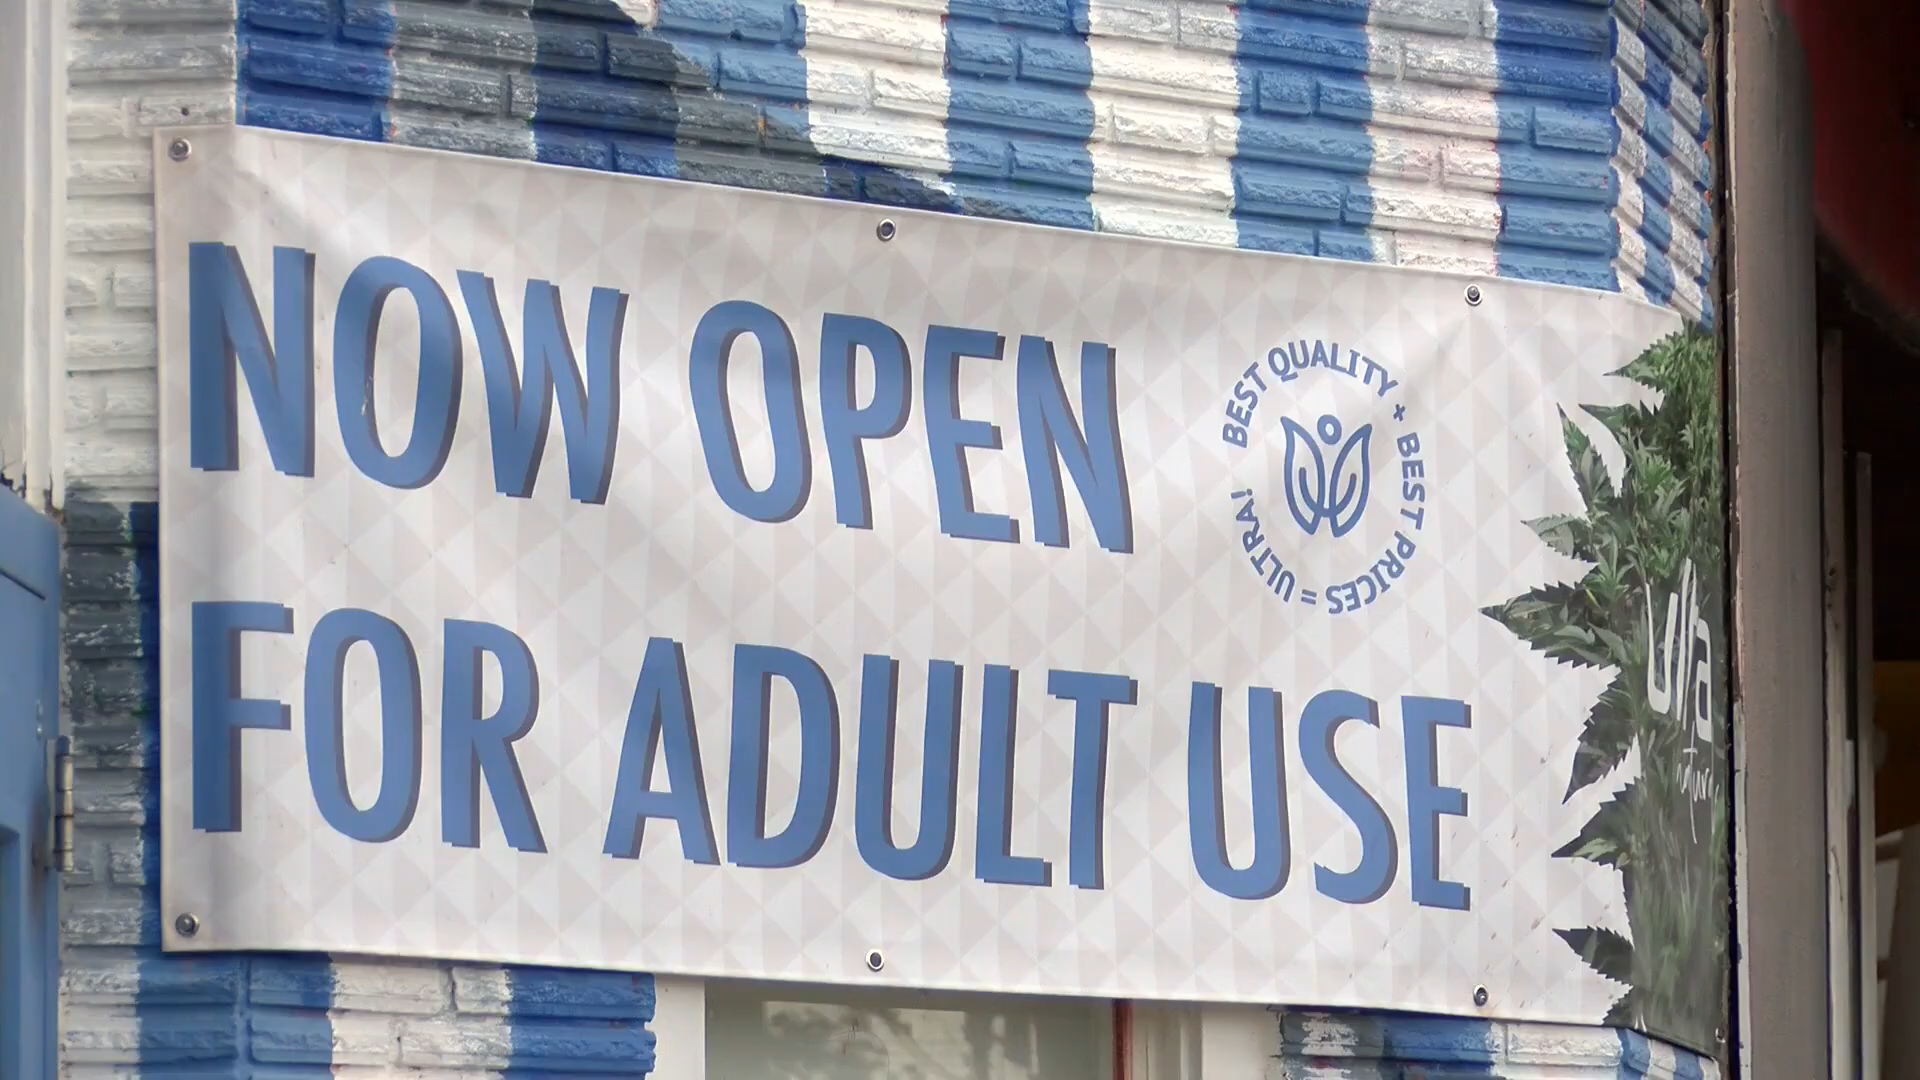 NOW OPEN
FOR ADULT USE
BEST QUALITY + BEST PRICES = ULTRA!